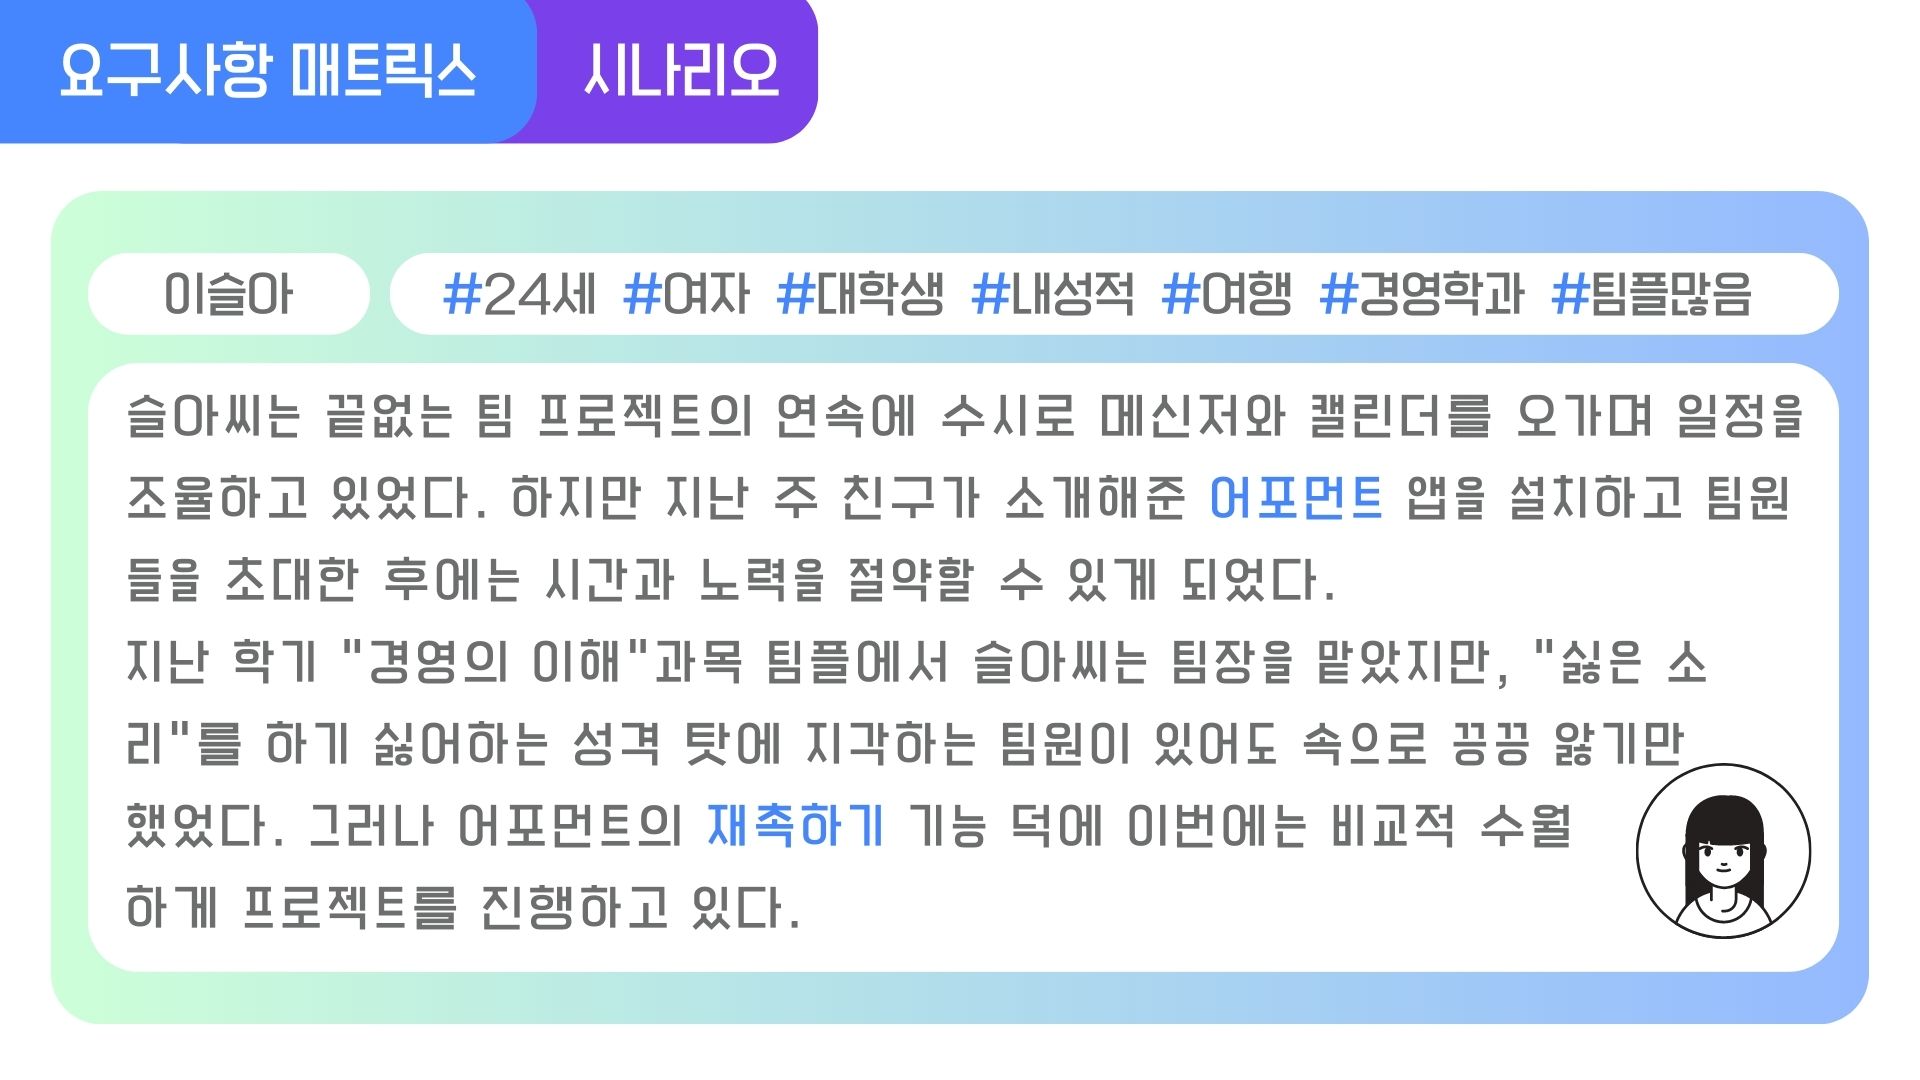 요구사항 매트릭스 시나리오
이슬아 #24세 #여자 #대학생 #내성적 #여행 #경영학과 #팀플많음
슬아씨는 끝없는 팀 프로젝트의 연속에 수시로 메신저와 캘린더를 오가며 일정을
조율하고 있었다. 하지만 지난 주 친구가 소개해준 어포먼트 앱을 설치하고 팀원
들을 초대한 후에는 시간과 노력을 절약할 수 있게 되었다.
지난 학기 "경영의 이해"과목 팀플에서 슬아씨는 팀장을 맡았지만, "싫은 소
리"를 하기 싫어하는 성격 탓에 지각하는 팀원이 있어도 속으로 끙끙 앓기만
했었다. 그러나 어포먼트의 재촉하기 기능 덕에 이번에는 비교적 수월
하게 프로젝트를 진행하고 있다.